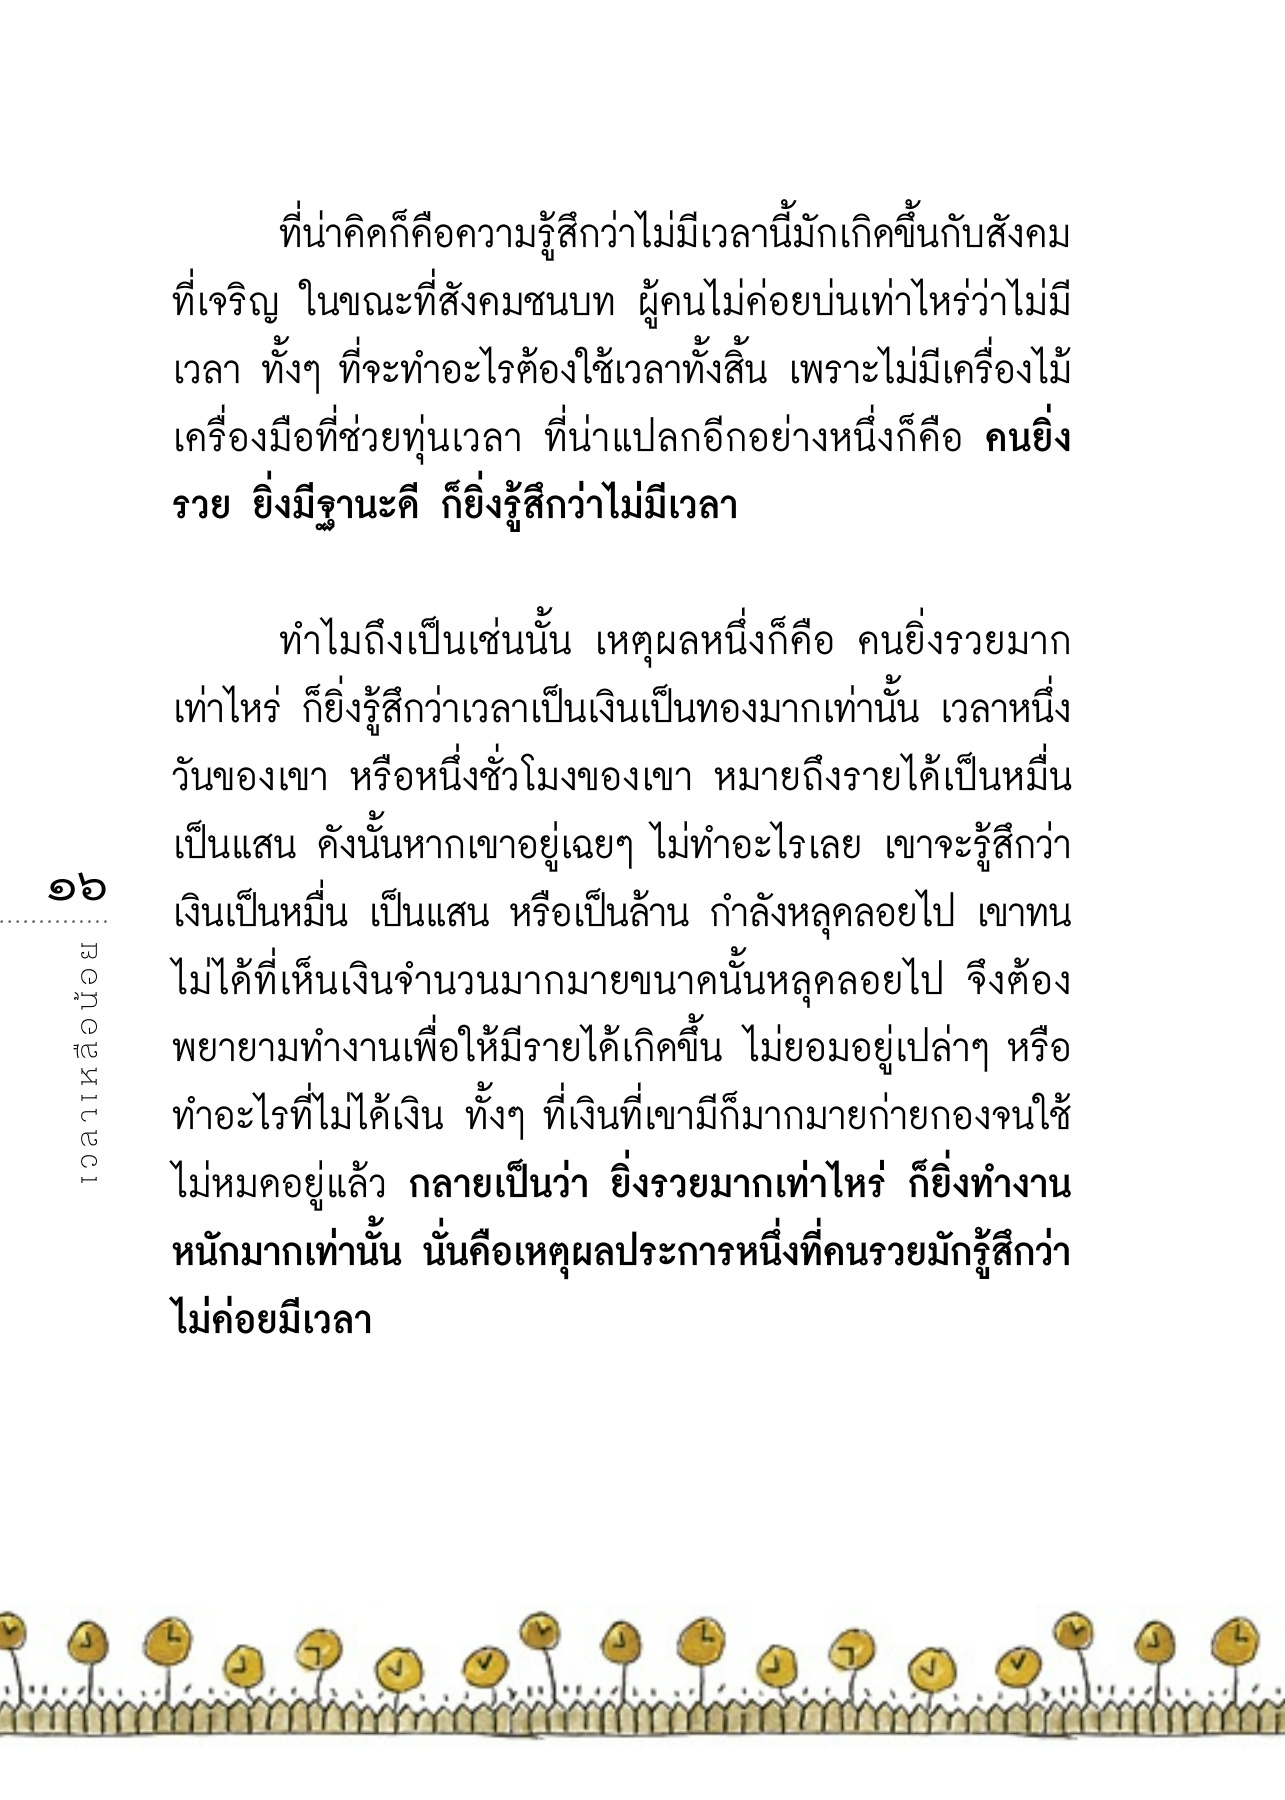 ที่น่าคิดก็คือความรู้สึกว่าไม่มีเวลานี้มักเกิดขึ้นกับสังคม
ที่เจริญ ในขณะที่สังคมชนบท ผู้คนไม่ค่อยบ่นเท่าไหร่ว่าไม่มี
เวลา ทั้งๆ ที่จะทำอะไรต้องใช้เวลาทั้งสิ้น เพราะไม่มีเครื่องไม้
เครื่องมือที่ช่วยทุ่นเวลา ที่น่าแปลกอีกอย่างหนึ่งก็คือ คนยิ่ง
รวย ยิ่งมีฐานะดี ก็ยิ่งรู้สึกว่าไม่มีเวลา
ทำไมถึงเป็นเช่นนั้น เหตุผลหนึ่งก็คือ คนยิ่งรวยมาก
เท่าไหร่ ก็ยิ่งรู้สึกว่าเวลาเป็นเงินเป็นทองมากเท่านั้น เวลาหนึ่ง
วันของเขา หรือหนึ่งชั่วโมงของเขา หมายถึงรายได้เป็นหมื่น
เป็นแสน ดังนั้นหากเขาอยู่เฉยๆ ไม่ทำอะไรเลย เขาจะรู้สึกว่า
เงินเป็นหมื่น เป็นแสน หรือเป็นล้าน กำลังหลุดลอยไป เขาทน
ไม่ได้ที่เห็นเงินจำนวนมากมายขนาดนั้นหลุดลอยไป จึงต้อง
พยายามทำงานเพื่อให้มีรายได้เกิดขึ้น ไม่ยอมอยู่เปล่าๆ หรือ
ทำอะไรที่ไม่ได้เงิน ทั้งๆ ที่เงินที่เขามีก็มากมายก่ายกองจนใช้
ไม่หมดอยู่แล้ว กลายเป็นว่า ยิ่งรวยมากเท่าไหร่ ก็ยิ่งทำงาน
หนักมากเท่านั้น นั่นคือเหตุผลประการหนึ่งที่คนรวยมักรู้สึกว่า
ไม่ค่อยมีเวลา
๑๖
เวลาเหลือน้อย